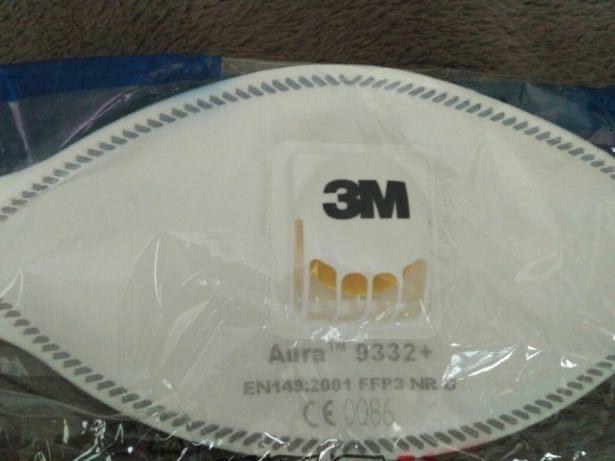 3M
Aura™ 9332+
EN149:2001 FFP3 NR D
CE 0086